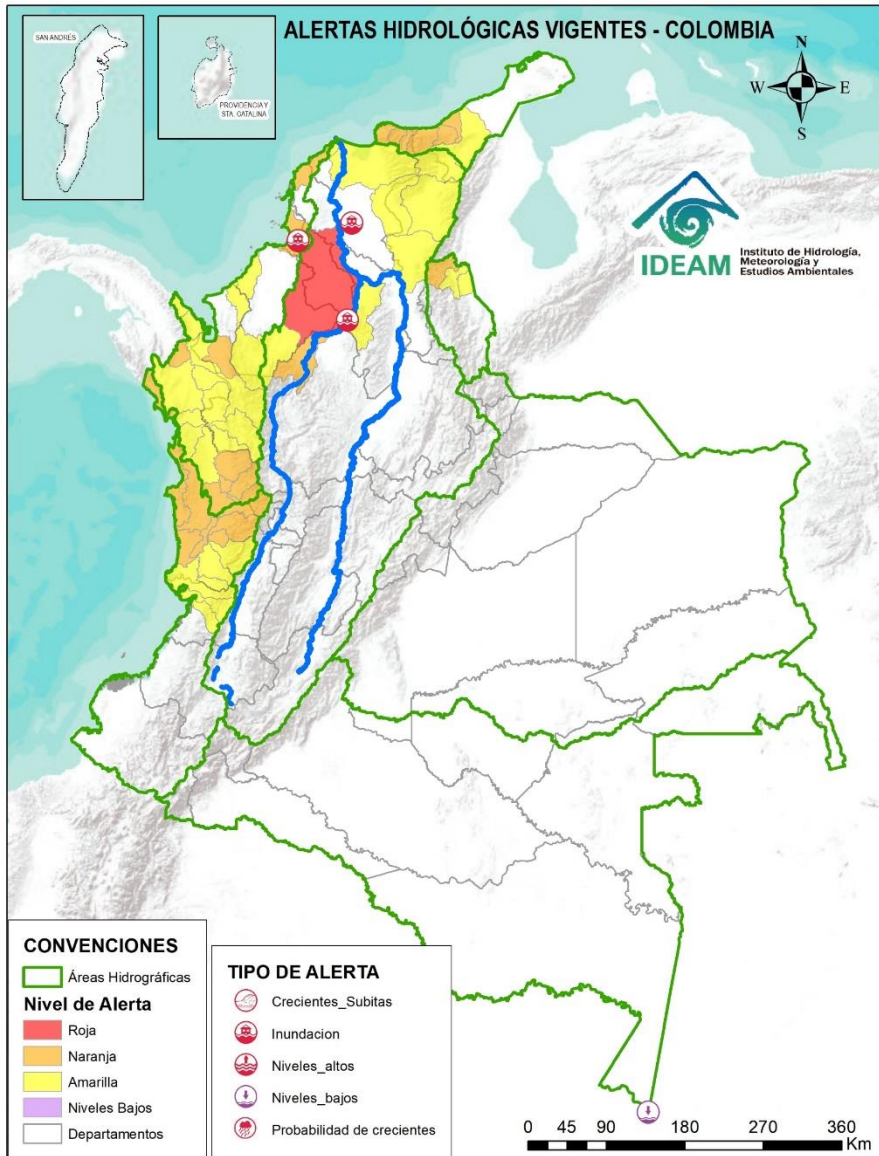 ALERTAS HIDROLÓGICAS VIGENTES - COLOMBIA
SAN ANDRÉS
PROVIDENCIA Y
STA. CATALINA
N
W
E
S
IDEAM
Instituto de Hidrología,
Meteorología y
Estudios Ambientales
CONVENCIONES
Áreas Hidrográficas
Nivel de Alerta
Roja
Naranja
Amarilla
Niveles Bajos
Departamentos
TIPO DE ALERTA
Crecientes_Subitas
Inundacion
Niveles_altos
Niveles_bajos
Probabilidad de crecientes
0 45 90 180 270 360
Km